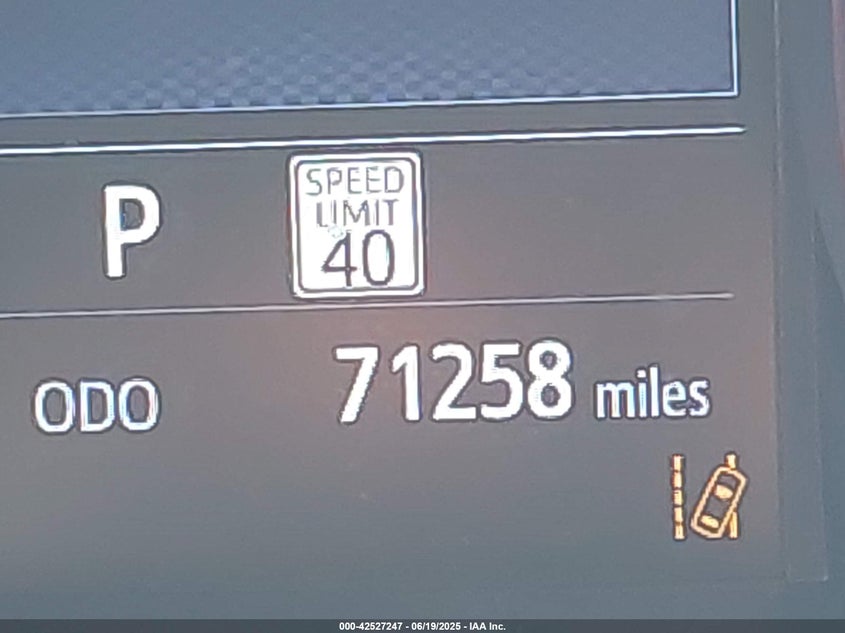 P
SPEED
LIMIT
40
ODO 71258 miles
000-42527247 - 06/19/2025 - IAA Inc.